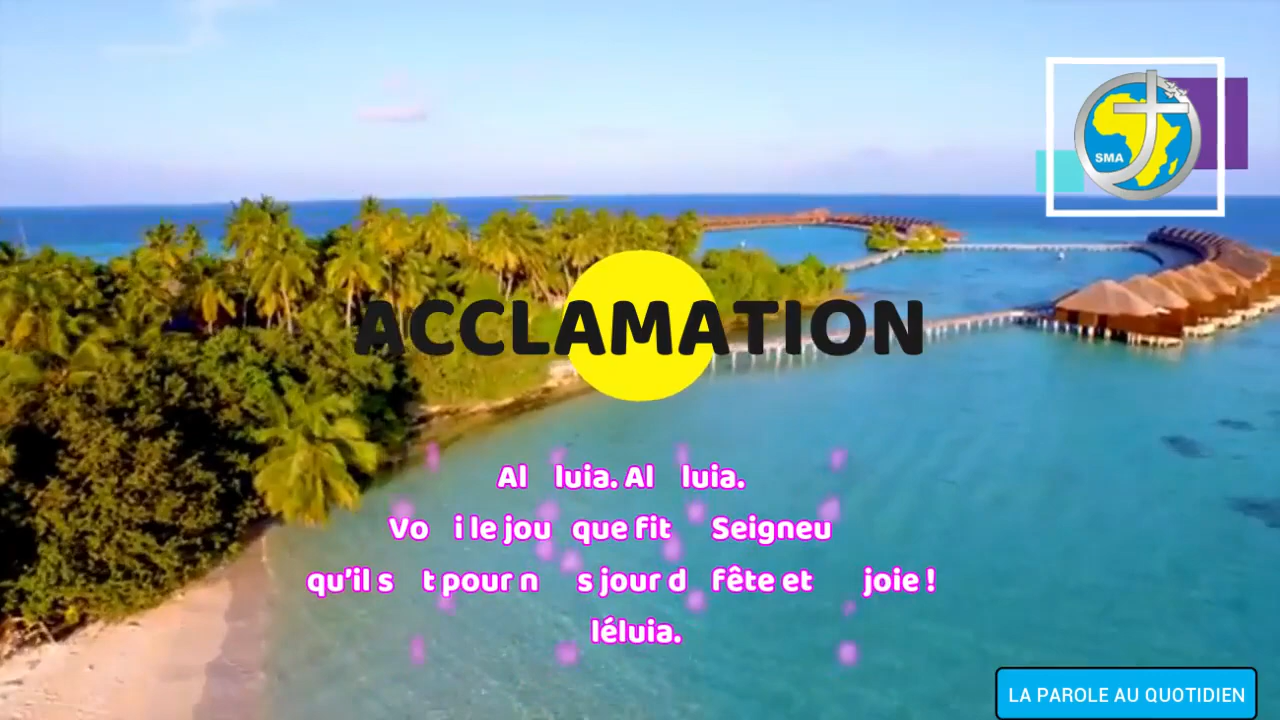 SMA
ACCLAMATION
Al luia. Al luia.
Vo i le jou que fit Seigneu
qu'il s t pour n s jour d fête et joie !
léluia.
LA PAROLE AU QUOTIDIEN